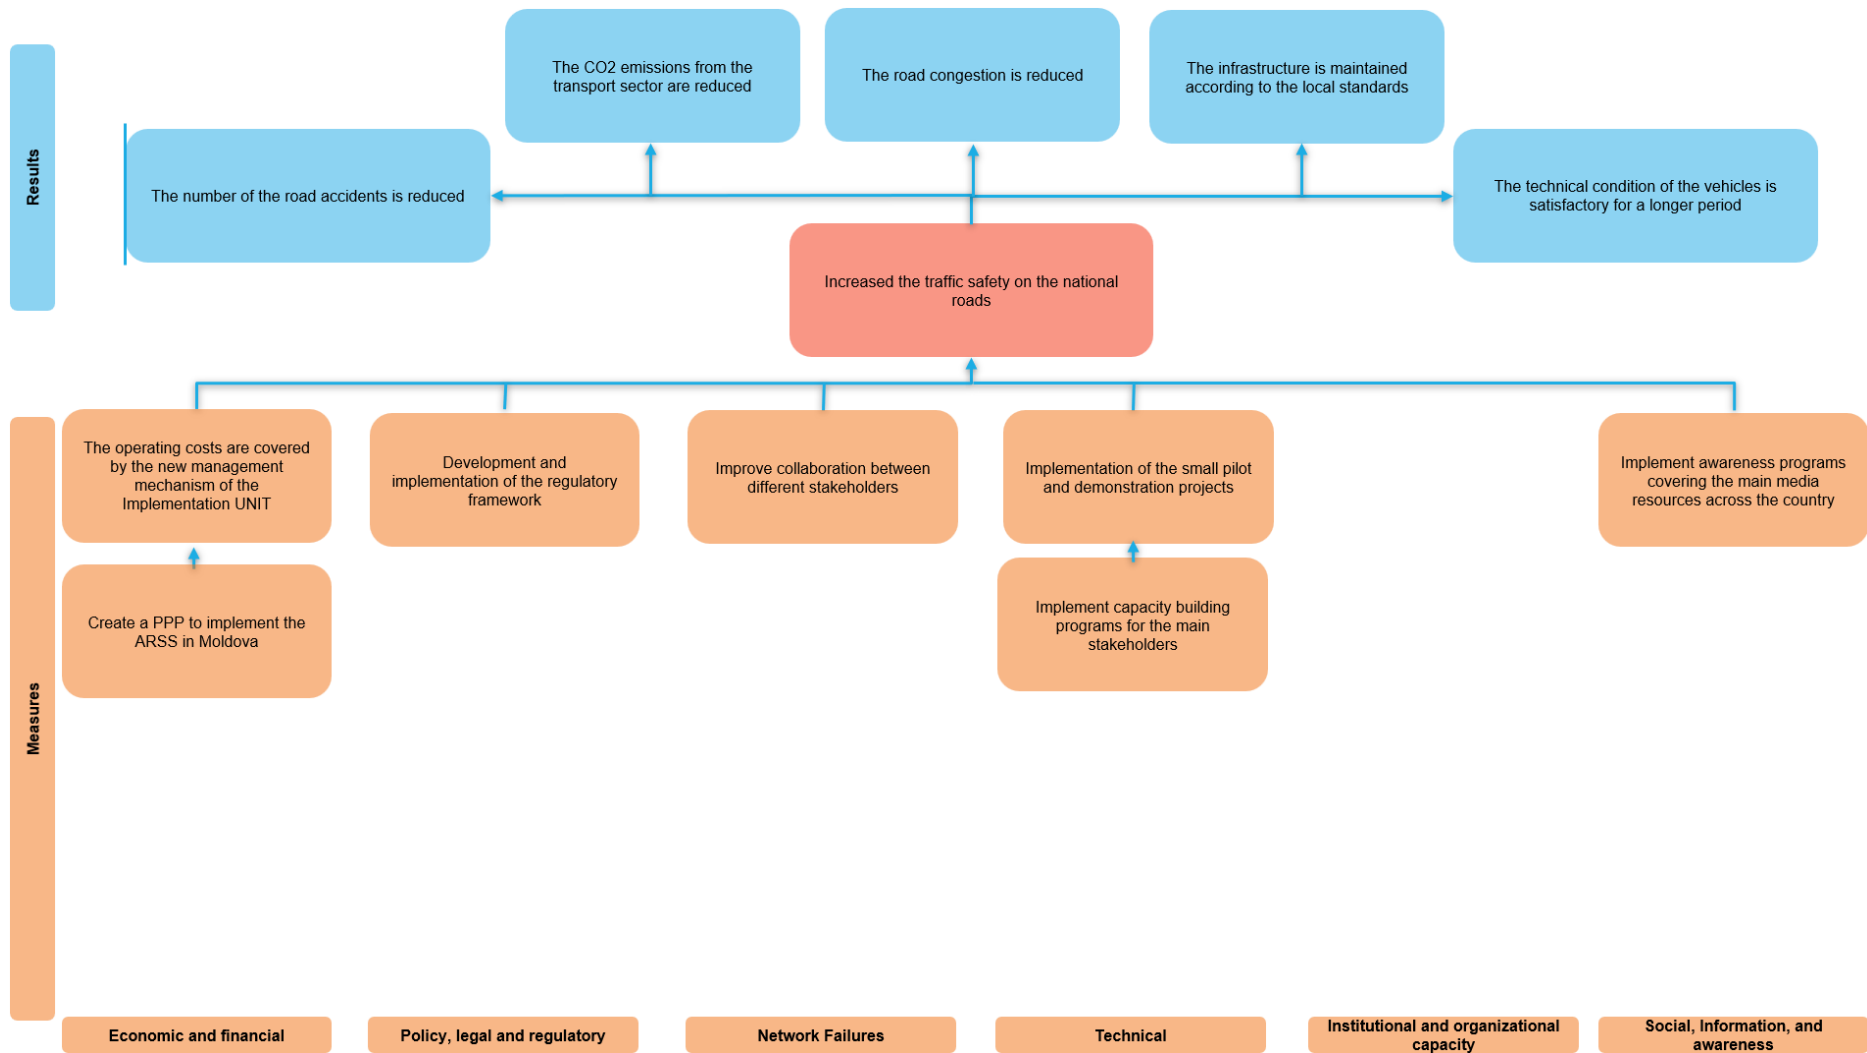 Results
The CO2 emissions from the
transport sector are reduced
The road congestion is reduced
The infrastructure is maintained
according to the local standards
The number of the road accidents is reduced
The technical condition of the vehicles is
satisfactory for a longer period
Increased the traffic safety on the national
roads
Measures
The operating costs are covered
by the new management
mechanism of the
Implementation UNIT
Development and
implementation of the regulatory
framework
Improve collaboration between
different stakeholders
Implementation of the small pilot
and demonstration projects
Implement awareness programs
covering the main media
resources across the country
Create a PPP to implement the
ARSS in Moldova
Implement capacity building
programs for the main
stakeholders
Economic and financial
Policy, legal and regulatory
Network Failures
Technical
Institutional and organizational
capacity
Social, Information, and
awareness